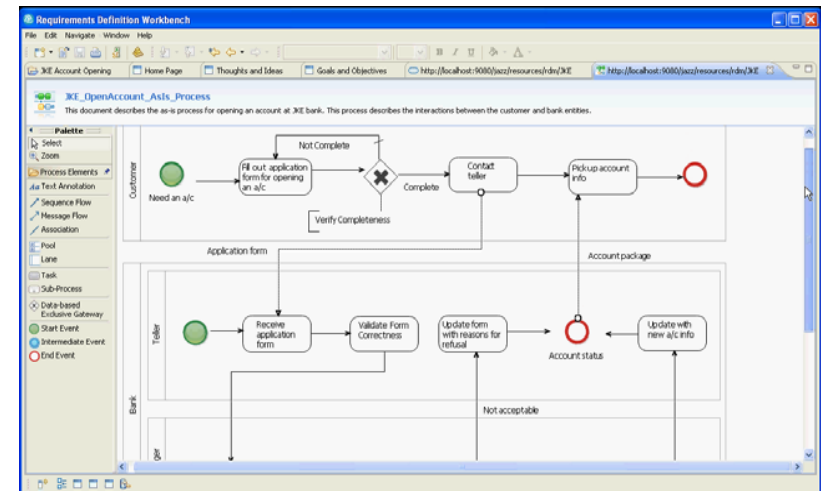 Requirements Definition Workbench
File Edit Navigate Window Help
B I U A
JKE Account Opening
Home Page
Thoughts and Ideas
Goals and Objectives
http://localhost:9080/jazz/resources/rdm/JKE
http://localhost:9080/jazz/resources/rdm/JKE
JKE_OpenAccount_AsIs_Process
This document describes the as-is process for opening an account at JKE bank. This process describes the interactions between the customer and bank entities.
Palette
Select
Zoom
Process Elements
Aa Text Annotation
Sequence Flow
Message Flow
Association
Pool
Lane
Task
Sub-Process
Data-based
Exclusive Gateway
Start Event
Intermediate Event
End Event
Customer
Need an a/c
Fill out application
form for opening
an a/c
Not Complete
Complete
Verify Completeness
Contact
teller
Pickup account
info
Application form
Account package
Bank
Teller
Receive
application
form
Validate Form
Correctness
Update form
with reasons for
refusal
Account status
Update with
new a/c info
Not acceptable
ger